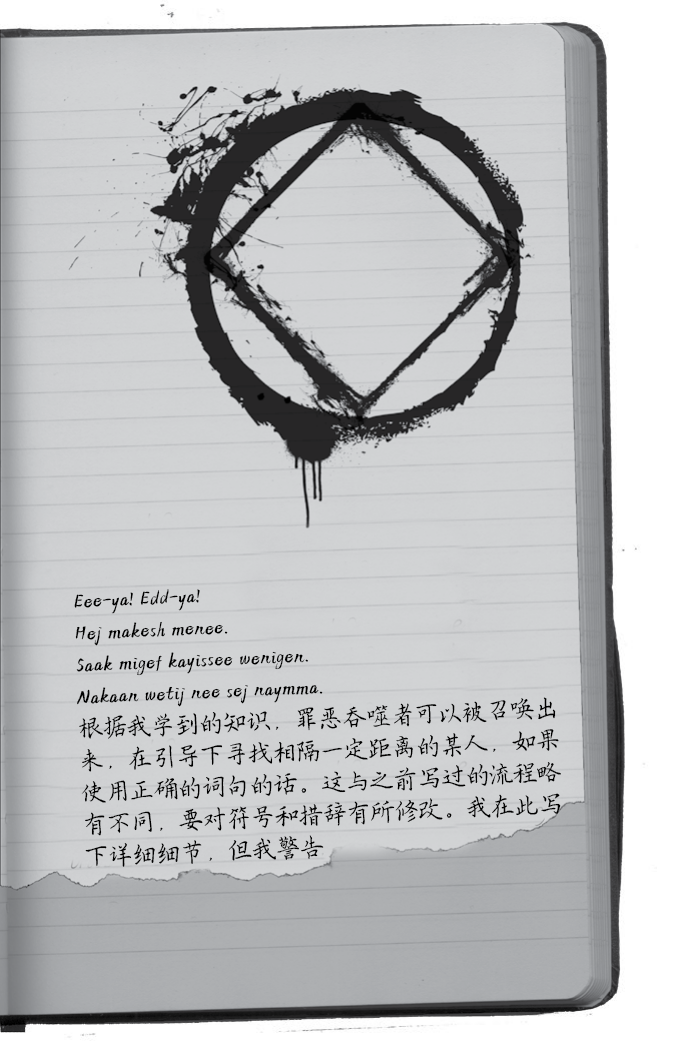 Eee-ya! Edd-ya!
Hej makesh menee.
Saak migef kayissee wenigen.
Nakaan wetij nee sej naymma.
根据我学到的知识，罪恶吞噬者可以被召唤出
来，在引导下寻找相隔一定距离的某人，如果
使用正确的词句的话。这与之前写过的流程略
有不同，要对符号和措辞有所修改。我在此写
下详细细节，但我警告